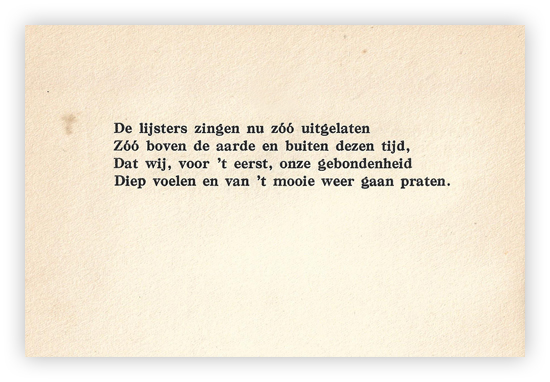 De lijsters zingen nu zóó uitgelaten
Zóó boven de aarde en buiten dezen tijd,
Dat wij, voor 't eerst, onze gebondenheid
Diep voelen en van 't mooie weer gaan praten.